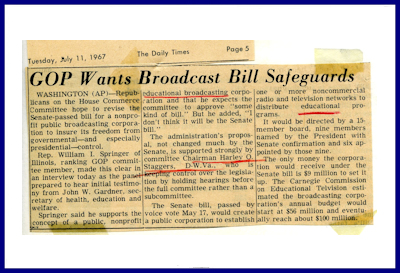 Tuesday, July 11, 1967 The Daily Times Page 5
GOP Wants Broadcast Bill Safeguards
WASHINGTON (AP)—Repub-
licans on the House Commerce
Committee hope to revise the
Senate-passed bill for a nonpro-
fit public broadcasting corpora-
tion to insure its freedom from
governmental—and especially
presidential—control.
Rep. William L. Springer of
Illinois, ranking GOP commit-
tee member, made this clear in
an interview today as the panel
prepared to hear initial testimo-
ny from John W. Gardner, sec-
retary of health, education and
welfare.
Springer said he supports the
concept of a public, nonprofit
educational broadcasting corpo-
ration and that he expects the
committee to approve "some
kind of bill." But he added, "I
don't think it will be the Senate
bill."
The administration's propos-
al, not changed much by the
Senate, is supported strongly by
committee Chairman Harley O.
Staggers, D-W.Va., who is
keeping control over the legisla-
tion by holding hearings before
the full committee rather than a
subcommittee.
The Senate bill, passed by
voice vote May 17, would create
a public corporation to establish
one or more noncommercial
radio and television networks to
distribute educational pro-
grams.
It would be directed by a 15-
member board, nine members
named by the President with
Senate confirmation and six ap-
pointed by those nine.
The only money the corpora-
tion would receive under the
Senate bill is $9 million to set it
up. The Carnegie Commission
on Educational Television esti-
mated the broadcasting corpo-
ration's annual budget would
start at $56 million and eventu-
ally reach about $100 million.